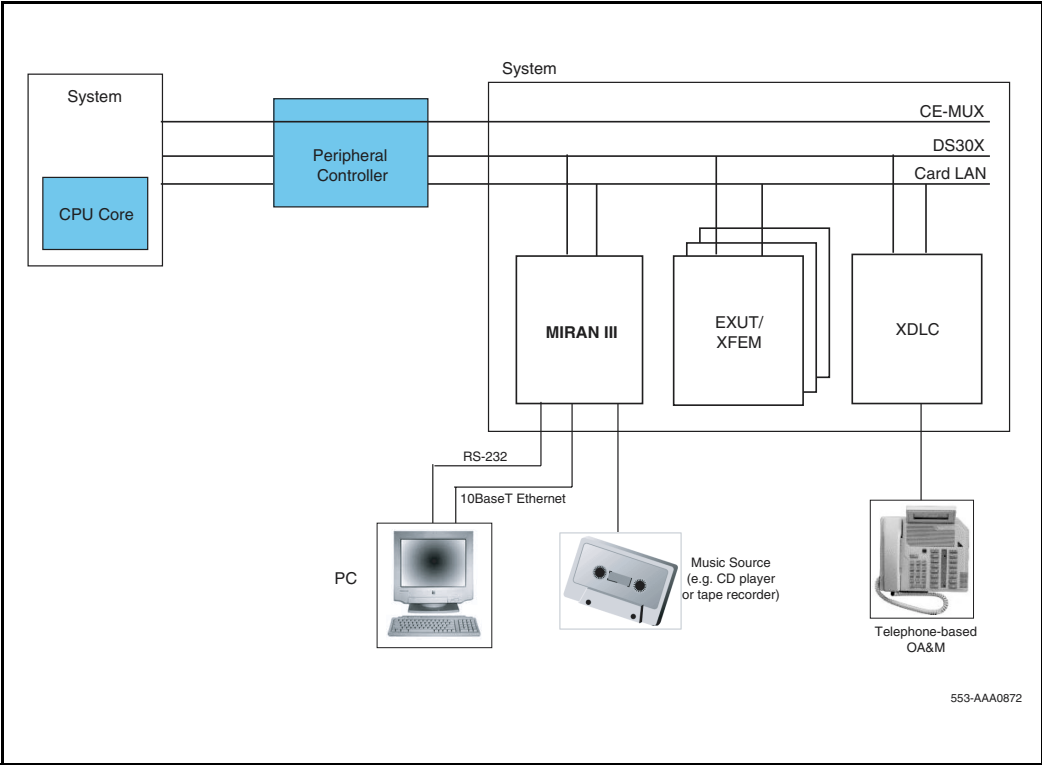 System
System
CPU Core
Peripheral
Controller
CE-MUX
DS30X
Card LAN
MIRAN III
EXUT/
XFEM
XDLC
RS-232
10BaseT Ethernet
PC
Music Source
(e.g. CD player
or tape recorder)
Telephone-based
OA&M
553-AAA0872